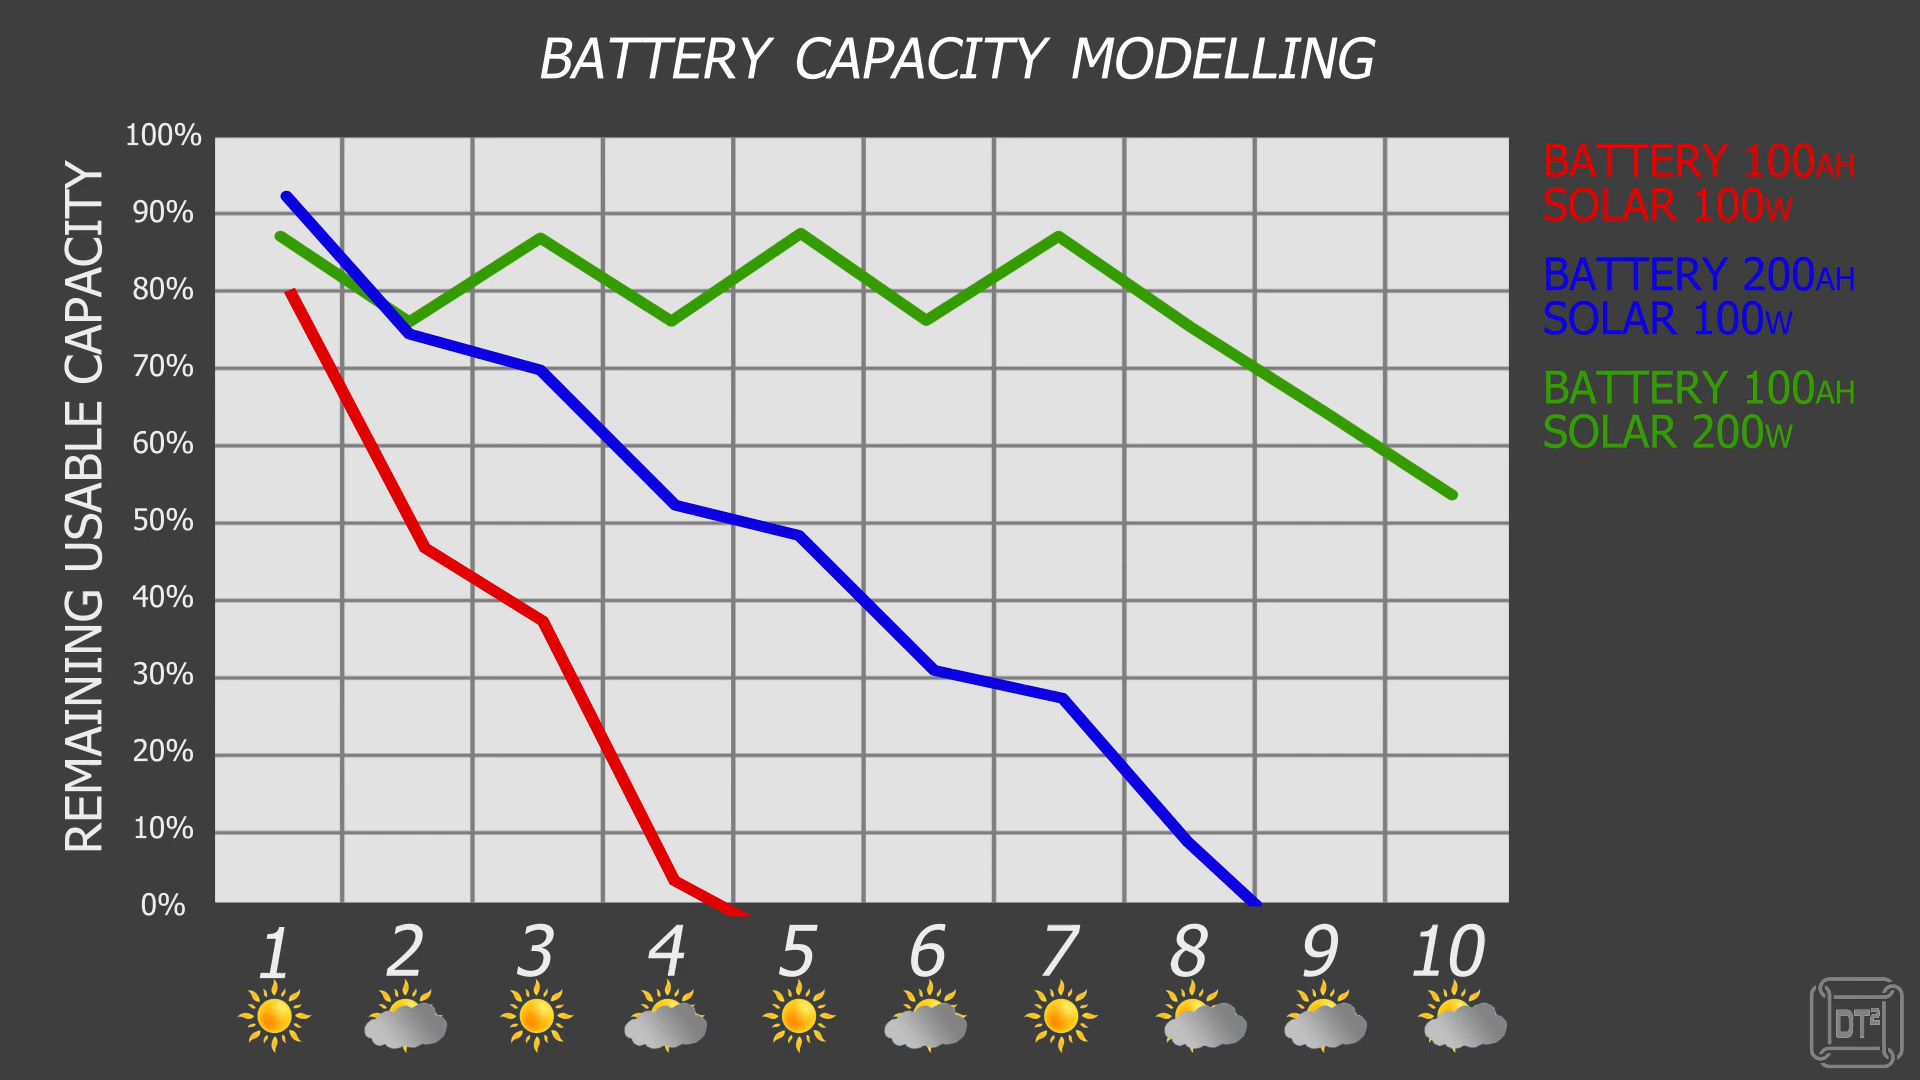 BATTERY CAPACITY MODELLING
REMAINING USABLE CAPACITY
100%
90%
80%
70%
60%
50%
40%
30%
20%
10%
0%
1 2 3 4 5 6 7 8 9 10
BATTERY 100AH
SOLAR 100W
BATTERY 200AH
SOLAR 100W
BATTERY 100AH
SOLAR 200W
DT²